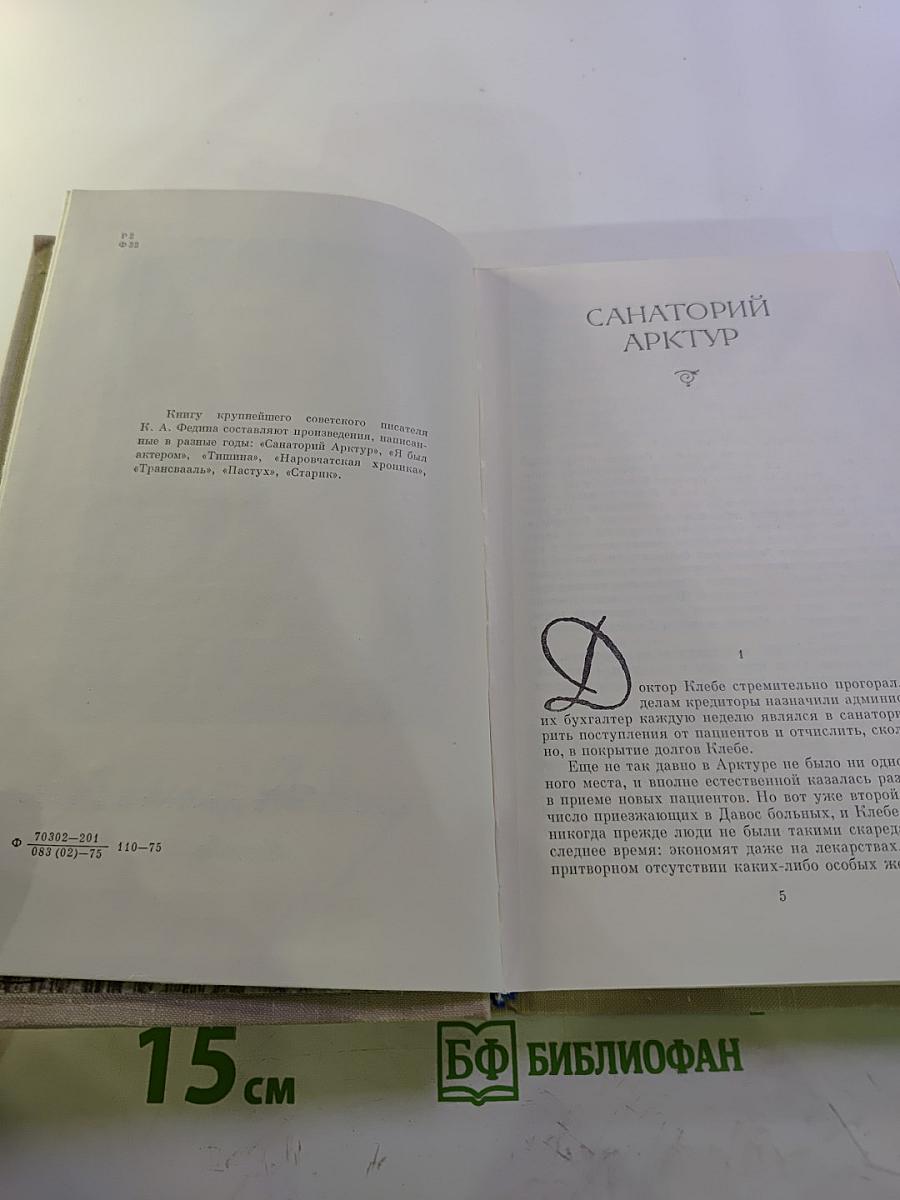 Р2
Ф32
Книгу крупнейшего советского писателя
К. А. Федина составляют произведения, написан-
ные в разные годы: «Санаторий Арктур», «Я был
актером», «Тишина», «Наровчатская хроника»,
«Трансвааль», «Пастух», «Старик».
Ф 70302—201
083(02)—75 110—75
САНАТОРИЙ
АРКТУР
1
Доктор Клебе стремительно прогорал.
делам кредиторы назначили админис
их бухгалтер каждую неделю являлся в санатори
рить поступления от пациентов и отчислить, скол
но, в покрытие долгов Клебе.
Еще не так давно в Арктуре не было ни одно
ного места, и вполне естественной казалась раз
в приеме новых пациентов. Но вот уже второй
число приезжающих в Давос больных, и Клебе
никогда прежде люди не были такими скаред
следнее время: экономят даже на лекарствах.
притворном отсутствии каких-либо особых же
5
15 см
БФ БИБЛИОФАН